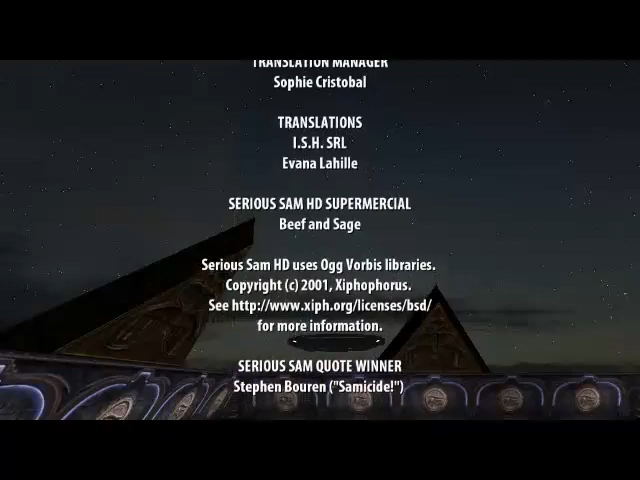 TRANSLATION MANAGER
Sophie Cristobal
TRANSLATIONS
I.S.H. SRL
Evana Lahille
SERIOUS SAM HD SUPERMERCIAL
Beef and Sage
Serious Sam HD uses Ogg Vorbis libraries.
Copyright (c) 2001, Xiphophorus.
See http://www.xiph.org/licenses/bsd/
for more information.
SERIOUS SAM QUOTE WINNER
Stephen Bouren ("Samicide!")